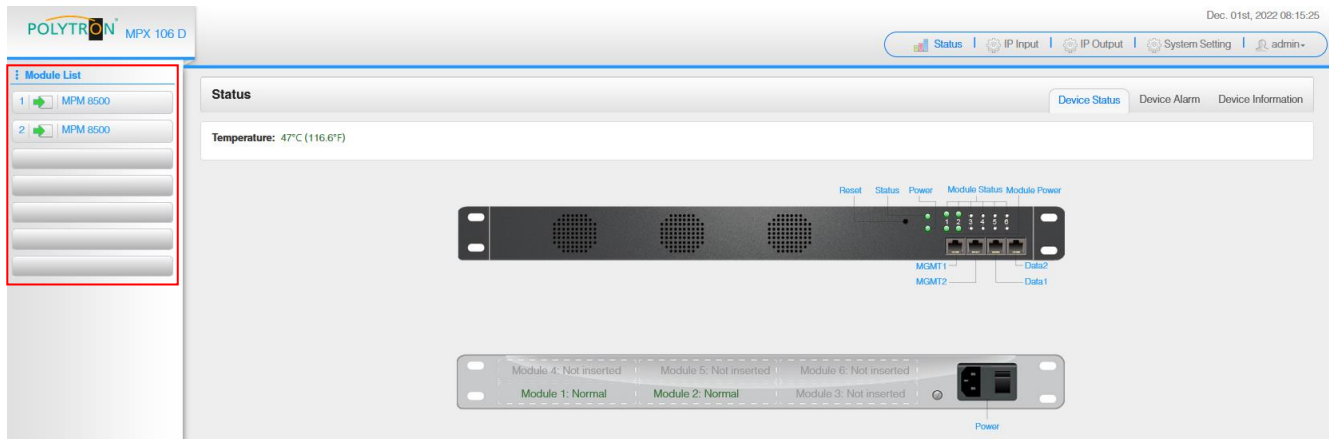 POLYTRON MPX 106 D
Dec. 01st, 2022 08:15:25
Status IP Input IP Output System Setting admin
Module List
1 MPM 8500
2 MPM 8500
Status
Device Status Device Alarm Device Information
Temperature: 47°C (116.6°F)
Reset Status Power Module Status Module Power
1 2 3 4 5 6
MGMT1 Data2
MGMT2 Data1
Module 4: Not inserted Module 5: Not inserted Module 6: Not inserted
Module 1: Normal Module 2: Normal Module 3: Not inserted
Power